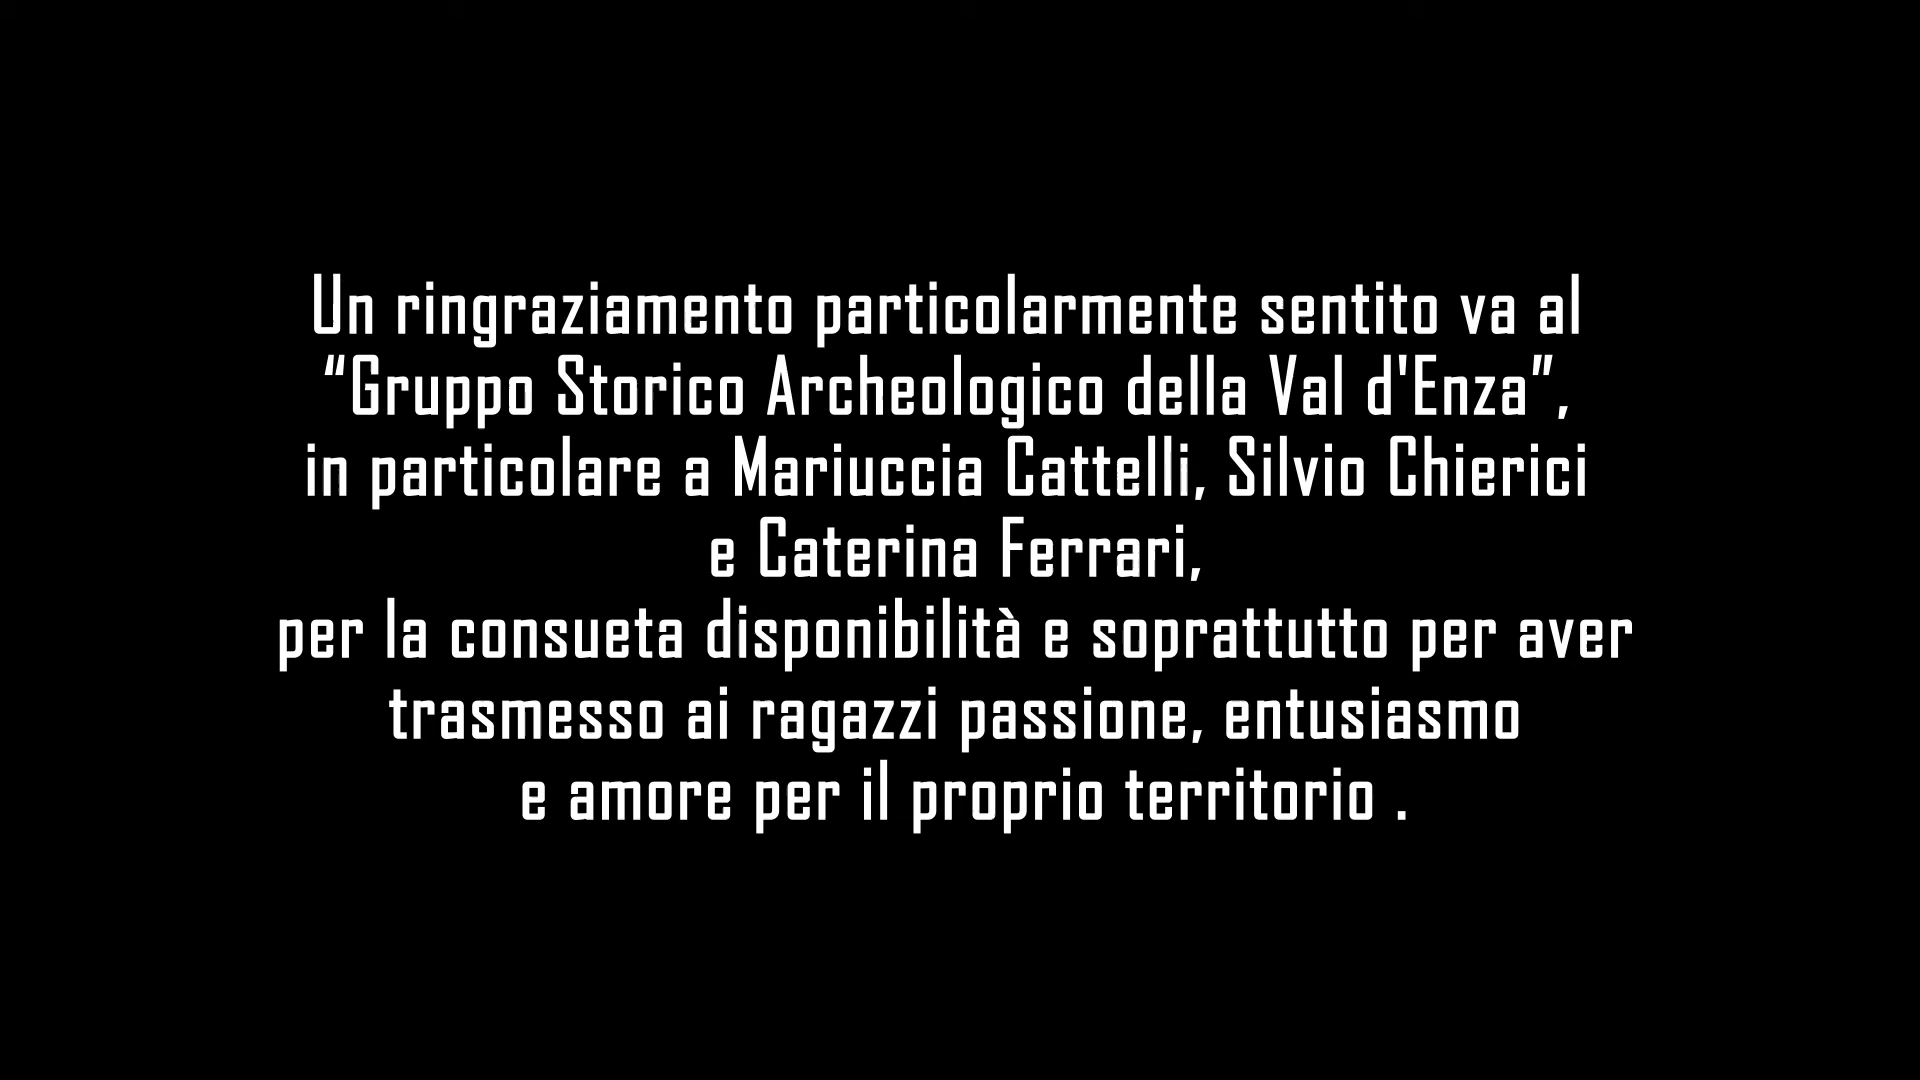 Un ringraziamento particolarmente sentito va al
“Gruppo Storico Archeologico della Val d'Enza”,
in particolare a Mariuccia Cattelli, Silvio Chierici
e Caterina Ferrari,
per la consueta disponibilità e soprattutto per aver
trasmesso ai ragazzi passione, entusiasmo
e amore per il proprio territorio .